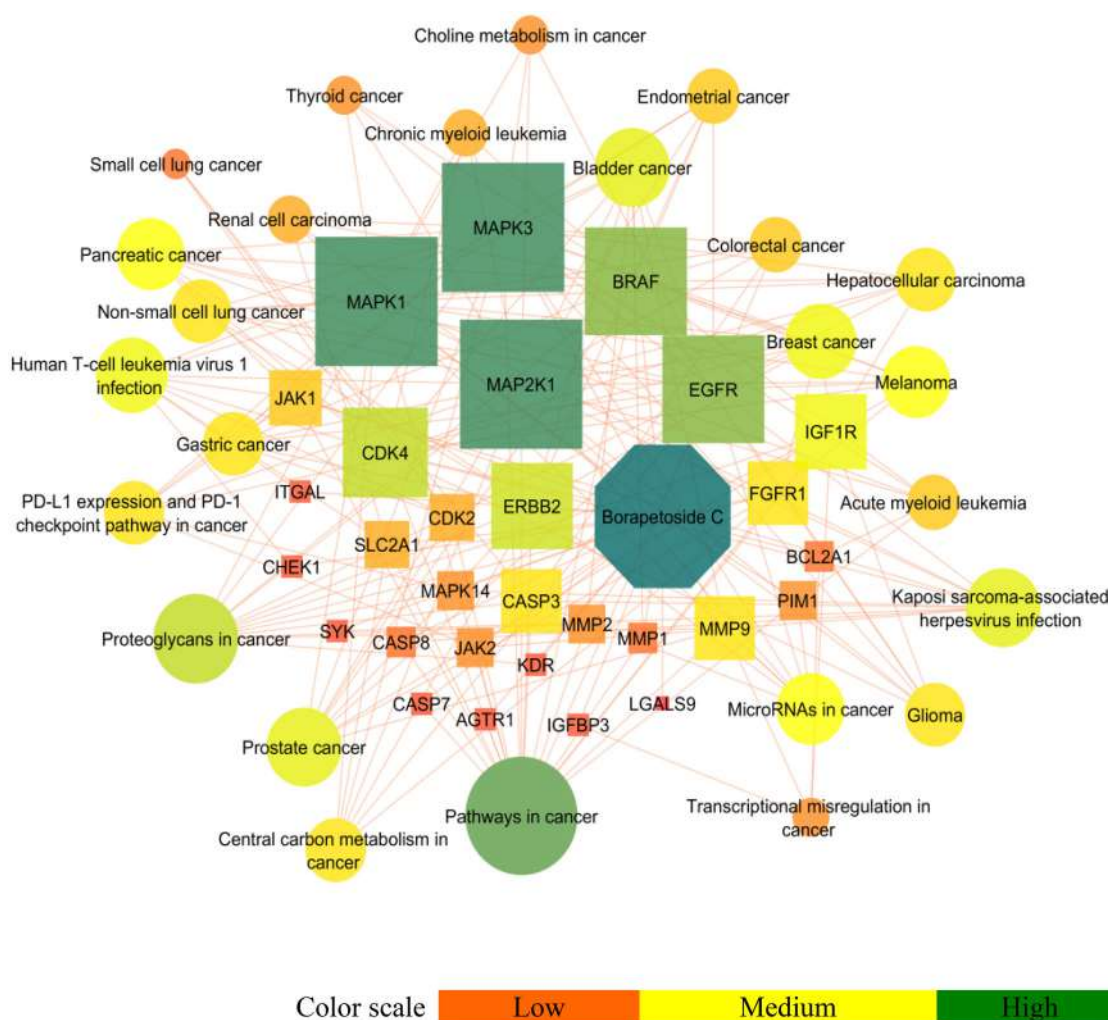 Choline metabolism in cancer
Thyroid cancer
Endometrial cancer
Chronic myeloid leukemia
Small cell lung cancer
Bladder cancer
Renal cell carcinoma
MAPK3
Colorectal cancer
Pancreatic cancer
BRAF
Hepatocellular carcinoma
MAPK1
Non-small cell lung cancer
Breast cancer
Human T-cell leukemia virus 1
infection
MAP2K1
EGFR
Melanoma
JAK1
IGF1R
Gastric cancer
CDK4
ITGAL
PD-L1 expression and PD-1
checkpoint pathway in cancer
ERBB2
FGFR1
Acute myeloid leukemia
CDK2
Borapetoside C
SLC2A1
BCL2A1
CHEK1
MAPK14
CASP3
PIM1
Kaposi sarcoma-associated
herpesvirus infection
Proteoglycans in cancer
SYK
CASP8
JAK2
MMP2
MMP1
MMP9
KDR
CASP7
AGTR1
IGFBP3
LGALS9
MicroRNAs in cancer
Glioma
Prostate cancer
Pathways in cancer
Transcriptional misregulation in
cancer
Central carbon metabolism in
cancer
Color scale
Low
Medium
High